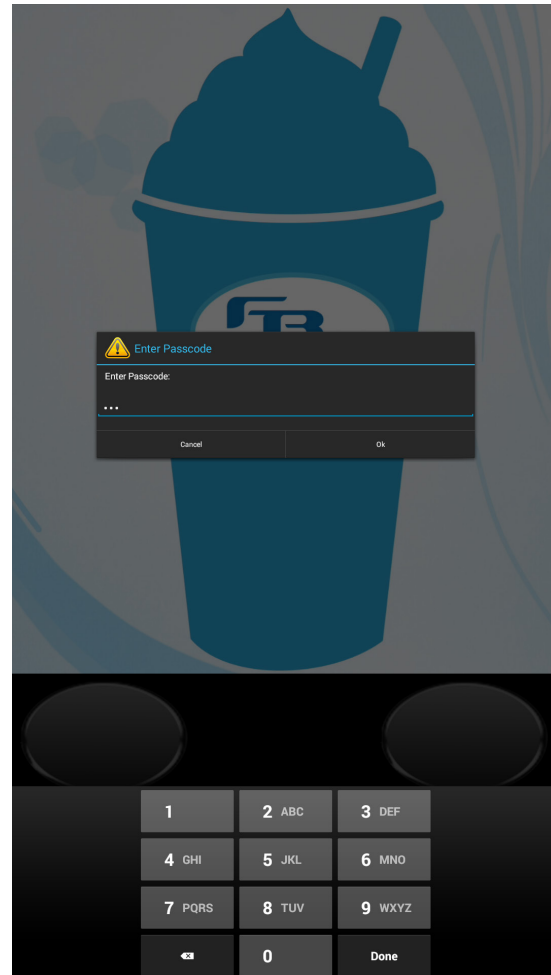 FB
Enter Passcode
Enter Passcode:
...
Cancel Ok
1 2 ABC 3 DEF
4 GHI 5 JKL 6 MNO
7 PQRS 8 TUV 9 WXYZ
0 Done